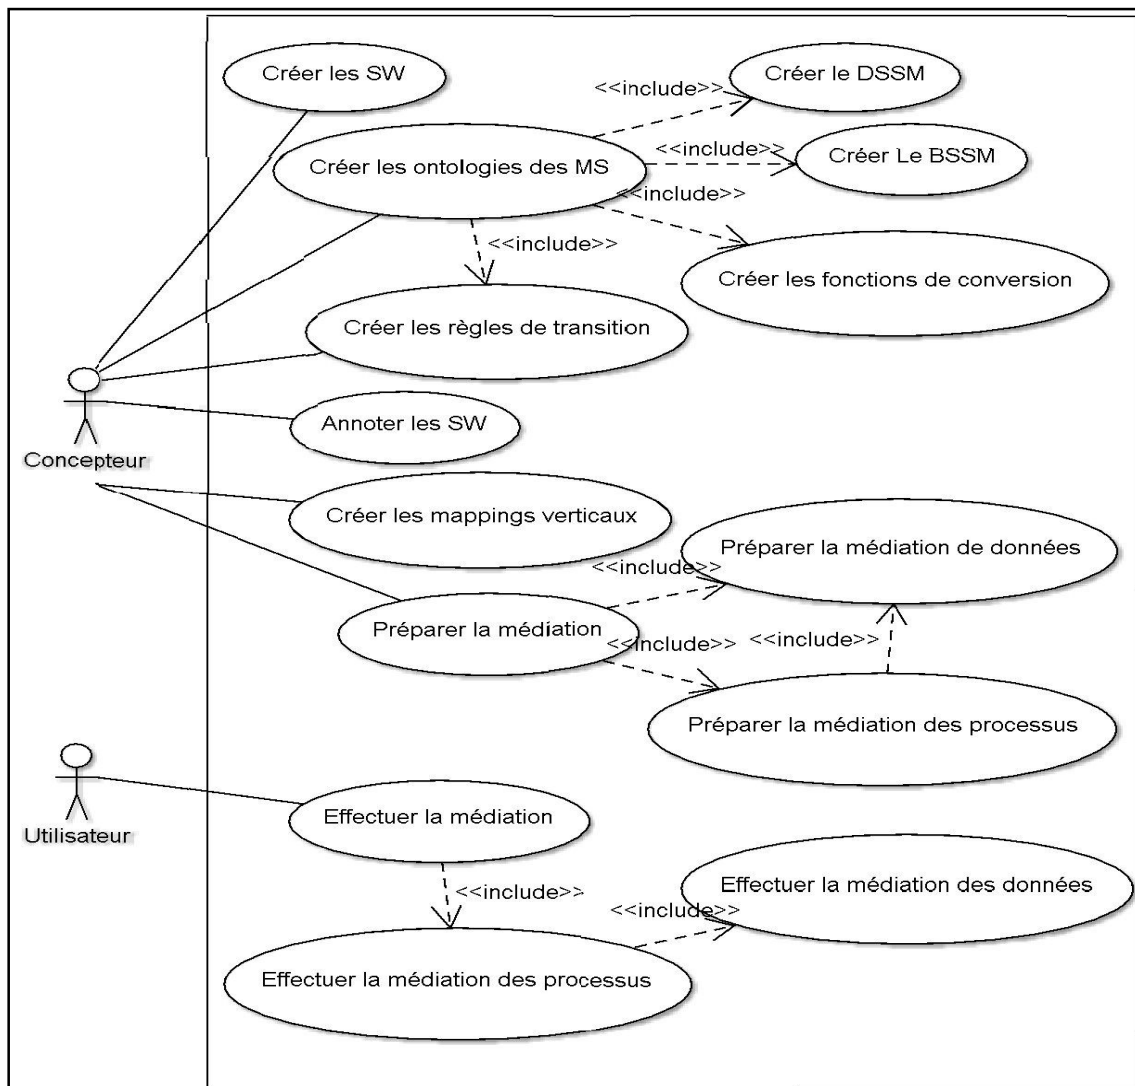 Créer les SW
Créer le DSSM
<<include>>
Créer les ontologies des MS
<<include>>
Créer Le BSSM
<<include>>
<<include>>
Créer les fonctions de conversion
Créer les règles de transition
Annoter les SW
Concepteur
Créer les mappings verticaux
Préparer la médiation de données
<<include>>
Préparer la médiation
<<include>>
<<include>>
Préparer la médiation des processus
Effectuer la médiation
Utilisateur
Effectuer la médiation des données
<<include>>
<<include>>
Effectuer la médiation des processus